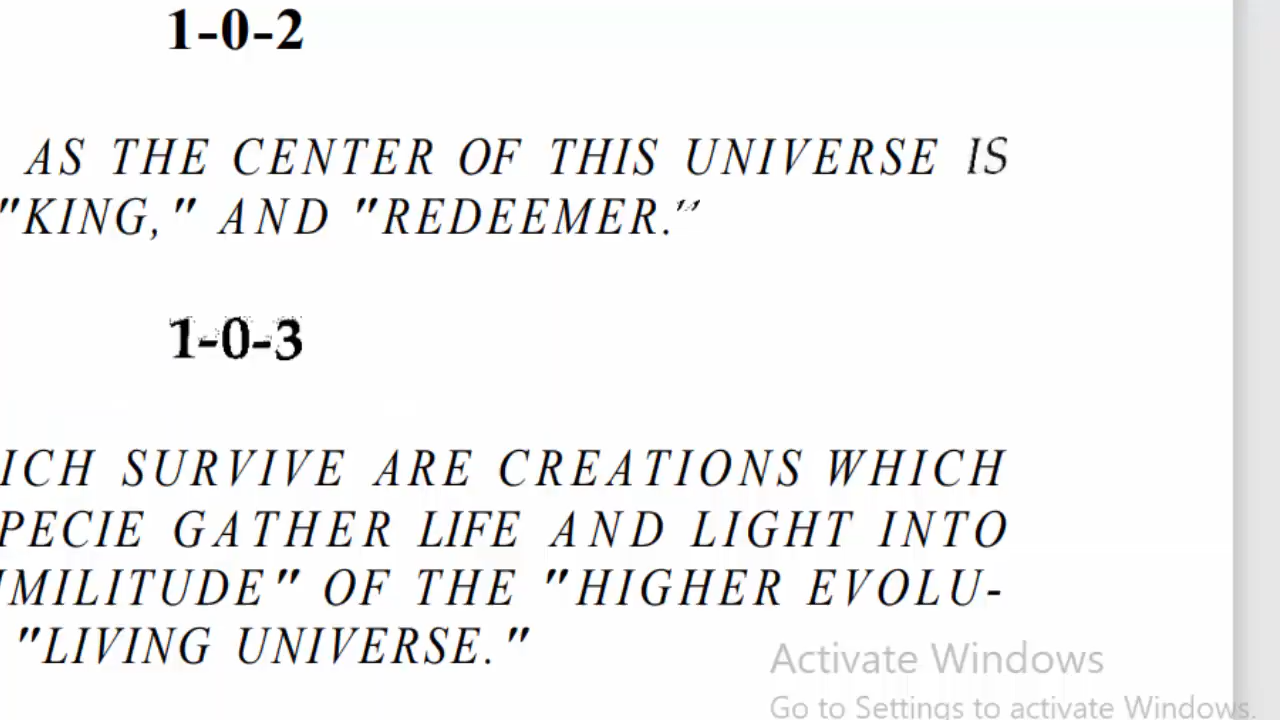 1-0-2
AS THE CENTER OF THIS UNIVERSE IS
"KING," AND "REDEEMER."
1-0-3
ICH SURVIVE ARE CREATIONS WHICH
PECIE GATHER LIFE AND LIGHT INTO
IMILITUDE" OF THE "HIGHER EVOLU-
"LIVING UNIVERSE."
Activate Windows
Go to Settings to activate Windows.